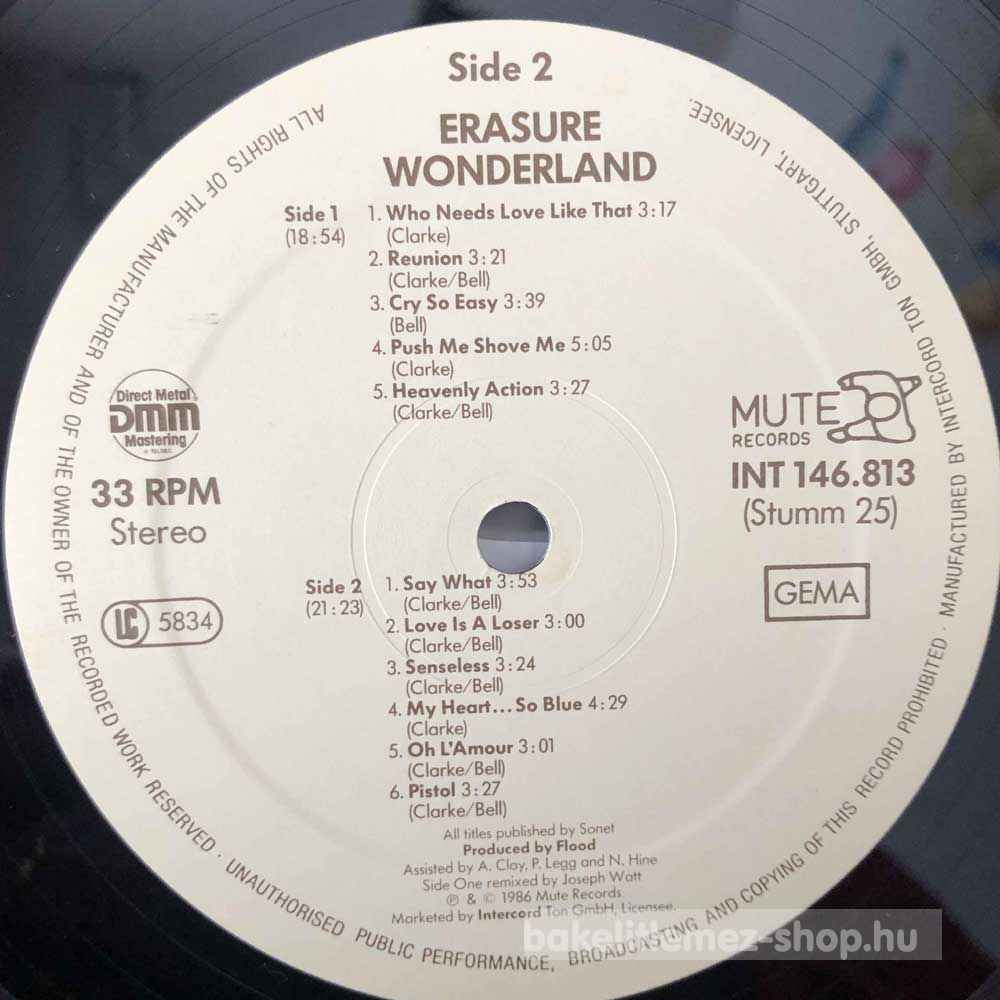 Side 2
ERASURE
WONDERLAND
Side 1
(18:54)
1. Who Needs Love Like That 3:17
(Clarke)
2. Reunion 3:21
(Clarke/Bell)
3. Cry So Easy 3:39
(Bell)
4. Push Me Shove Me 5:05
(Clarke)
5. Heavenly Action 3:27
(Clarke/Bell)
Direct Metal
DMM
Mastering
33 RPM
Stereo
LC 5834
MUTE
RECORDS
INT 146.813
(Stumm 25)
GEMA
Side 2
(21:23)
1. Say What 3:53
(Clarke/Bell)
2. Love Is A Loser 3:00
(Clarke/Bell)
3. Senseless 3:24
(Clarke/Bell)
4. My Heart...So Blue 4:29
(Clarke)
5. Oh L'Amour 3:01
(Clarke/Bell)
6. Pistol 3:27
(Clarke/Bell)
All titles published by Sonet
Produced by Flood
Assisted by A. Clay, P. Legg and N. Hine
Side One remixed by Joseph Watt
℗ & © 1986 Mute Records
Marketed by Intercord Ton GmbH, Licensee.
ALL RIGHTS OF THE MANUFACTURER AND OF THE OWNER OF THE RECORDED WORK RESERVED · UNAUTHORISED PUBLIC PERFORMANCE, BROADCASTING AND COPYING OF THIS RECORD PROHIBITED · MANUFACTURED BY INTERCORD TON GMBH, STUTTGART, LICENSEE.
bakelitlemez-shop.hu